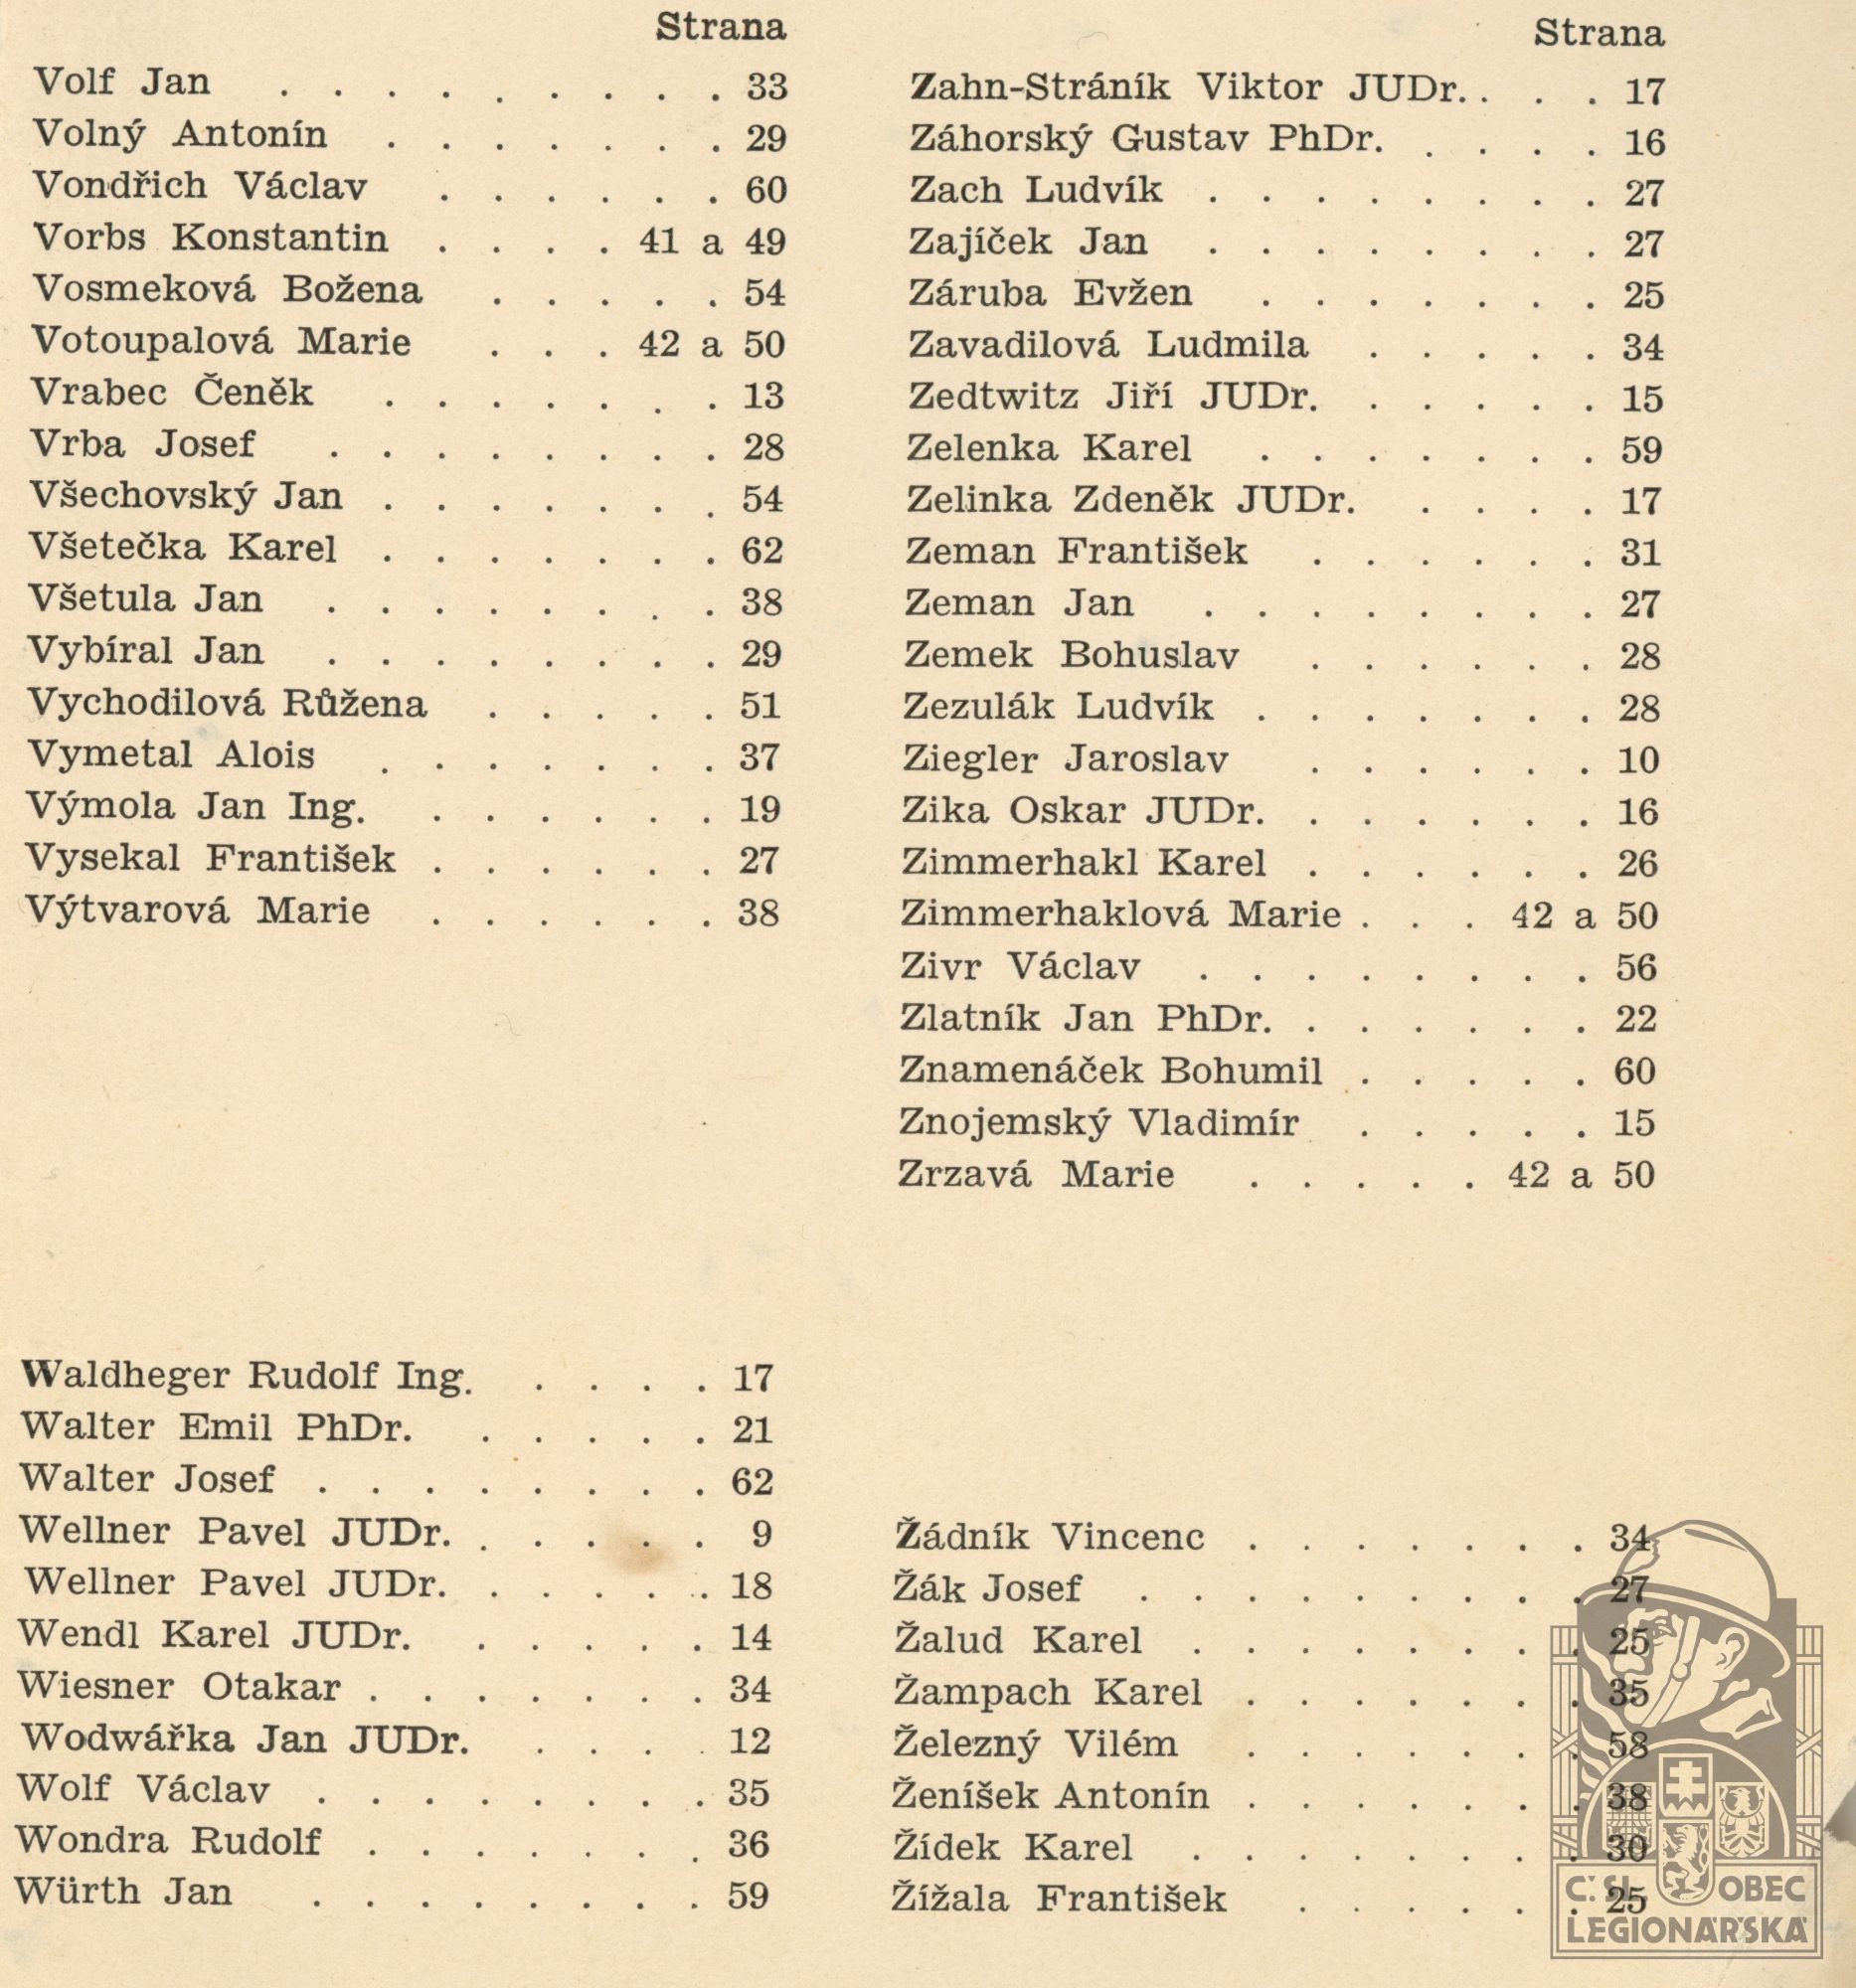 Strana
Volf Jan . . . . . . . . . 33
Volný Antonín . . . . . . . 29
Vondřich Václav . . . . . . 60
Vorbs Konstantin . . . . 41 a 49
Vosmeková Božena . . . . . 54
Votoupalová Marie . . . 42 a 50
Vrabec Čeněk . . . . . . . 13
Vrba Josef . . . . . . . . 28
Všechovský Jan . . . . . . . 54
Všetečka Karel . . . . . . . 62
Všetula Jan . . . . . . . . 38
Vybíral Jan . . . . . . . . 29
Vychodilová Růžena . . . . . 51
Vymetal Alois . . . . . . . 37
Výmola Jan Ing. . . . . . . 19
Vysekal František . . . . . . 27
Výtvarová Marie . . . . . . 38
Waldheger Rudolf Ing. . . . . 17
Walter Emil PhDr. . . . . . 21
Walter Josef . . . . . . . . 62
Wellner Pavel JUDr. . . . . . 9
Wellner Pavel JUDr. . . . . . 18
Wendl Karel JUDr. . . . . . 14
Wiesner Otakar . . . . . . . 34
Wodwářka Jan JUDr. . . . . 12
Wolf Václav . . . . . . . . 35
Wondra Rudolf . . . . . . . 36
Würth Jan . . . . . . . . 59
Strana
Zahn-Stráník Viktor JUDr. . . . 17
Záhorský Gustav PhDr. . . . . 16
Zach Ludvík . . . . . . . . 27
Zajíček Jan . . . . . . . . 27
Záruba Evžen . . . . . . . 25
Zavadilová Ludmila . . . . . 34
Zedtwitz Jiří JUDr. . . . . . 15
Zelenka Karel . . . . . . . 59
Zelinka Zdeněk JUDr. . . . . 17
Zeman František . . . . . . 31
Zeman Jan . . . . . . . . 27
Zemek Bohuslav . . . . . . 28
Zezulák Ludvík . . . . . . . 28
Ziegler Jaroslav . . . . . . 10
Zika Oskar JUDr. . . . . . . 16
Zimmerhakl Karel . . . . . . 26
Zimmerhaklová Marie . . . 42 a 50
Zivr Václav . . . . . . . . 56
Zlatník Jan PhDr. . . . . . . 22
Znamenáček Bohumil . . . . . 60
Znojemský Vladimír . . . . . 15
Zrzavá Marie . . . . . 42 a 50
Žádník Vincenc . . . . . . . 34
Žák Josef . . . . . . . . . 27
Žalud Karel . . . . . . . . 25
Žampach Karel . . . . . . . 35
Železný Vilém . . . . . . . 58
Ženíšek Antonín . . . . . . . 38
Žídek Karel . . . . . . . . 30
Žížala František . . . . . . 25
Č.SL. OBEC
LEGIONÁŘSKÁ